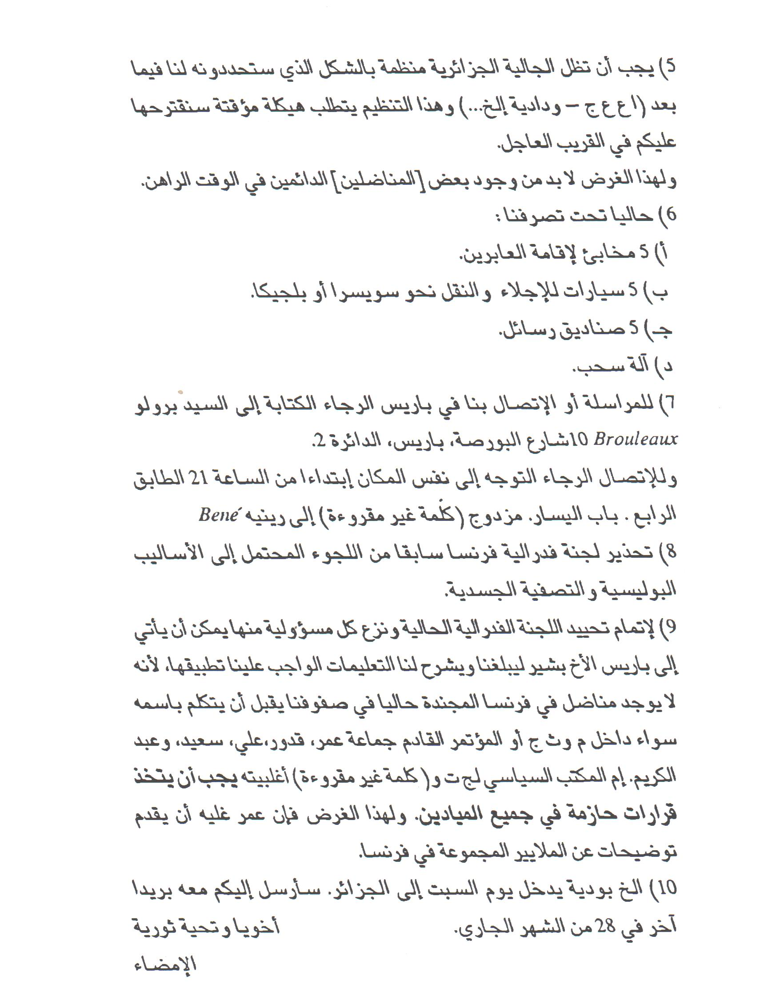 5) يجب أن تظل الجالية الجزائرية منظمة بالشكل الذي ستحددونه لنا فيما
بعد (ا ع ع ج – ودادية إلخ...) وهذا التنظيم يتطلب هيكلة مؤقتة سنقترحها
عليكم في القريب العاجل.
ولهذا الغرض لا بد من وجود بعض [المناضلين] الدائمين في الوقت الراهن.
6) حاليا تحت تصرفنا :
أ) 5 مخابئ لإقامة العابرين.
ب) 5 سيارات للإجلاء والنقل نحو سويسرا أو بلجيكا.
جـ) 5 صناديق رسائل.
د) آلة سحب.
7) للمراسلة أو الإتصال بنا في باريس الرجاء الكتابة إلى السيد برولو
Brouleaux 10شارع البورصة، باريس، الدائرة 2.
وللإتصال الرجاء التوجه إلى نفس المكان إبتداءا من الساعة 21 الطابق
الرابع . باب اليسار. مزدوج (كلمة غير مقروءة) إلى رينيه Bené
8) تحذير لجنة فدرالية فرنسا سابقا من اللجوء المحتمل إلى الأساليب
البوليسية والتصفية الجسدية.
9) لإتمام تحييد اللجنة الفدرالية الحالية ونزع كل مسؤولية منها يمكن أن يأتي
إلى باريس الأخ بشير ليبلغنا ويشرح لنا التعليمات الواجب علينا تطبيقها، لأنه
لا يوجد مناضل في فرنسا المجندة حاليا في صفوفنا يقبل أن يتكلم باسمه
سواء داخل م وث ج أو المؤتمر القادم جماعة عمر، قدور،علي، سعيد، وعبد
الكريم. إم المكتب السياسي لج ت و( كلمة غير مقروءة) أغلبيته يجب أن يتخذ
قرارات حازمة في جميع الميادين. ولهذا الغرض فإن عمر غليه أن يقدم
توضيحات عن الملايير المجموعة في فرنسا.
10) الخ بودية يدخل يوم السبت إلى الجزائر. سأرسل إليكم معه بريدا
آخر في 28 من الشهر الجاري. أخويا وتحية ثورية
الإمضاء